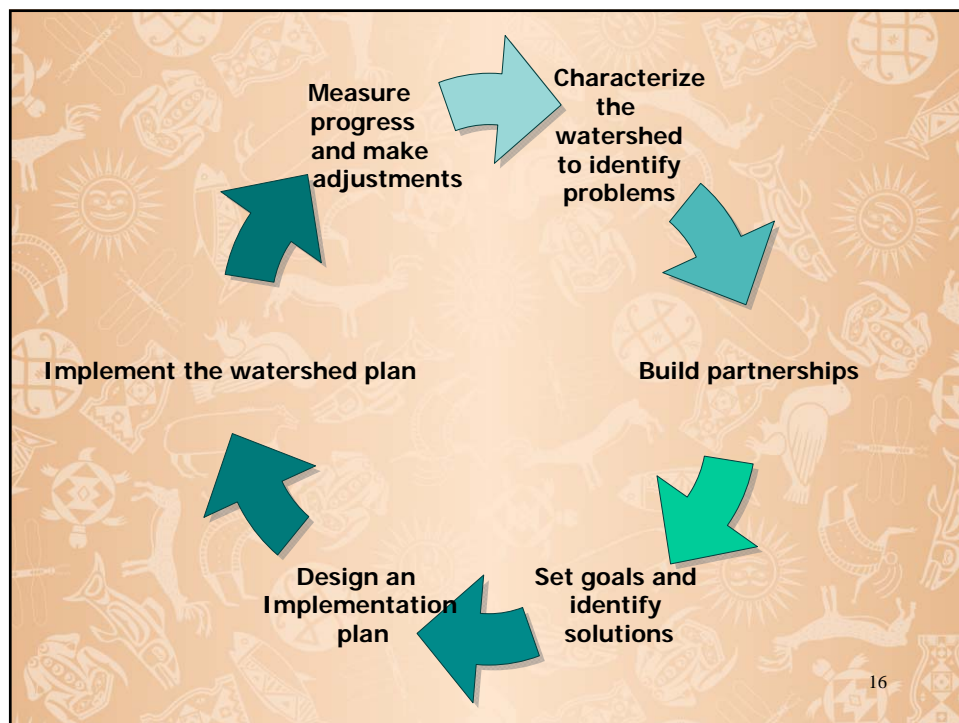 Measure
progress
and make
adjustments
Characterize
the
watershed
to identify
problems
Build partnerships
Set goals and
identify
solutions
Design an
Implementation
plan
Implement the watershed plan
16